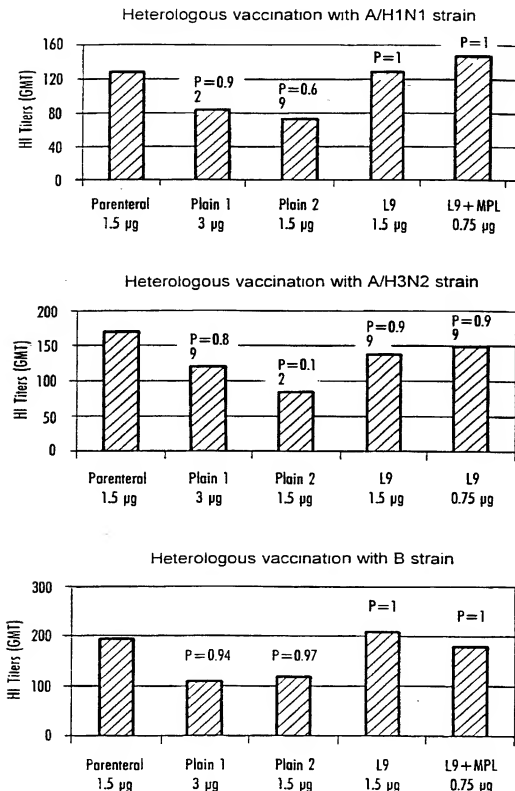 Heterologous vaccination with A/H1N1 strain
HI Titers (GMT)
160
120
80
40
0
P=0.9
2
P=0.6
9
P=1
P=1
Parenteral
1.5 µg
Plain 1
3 µg
Plain 2
1.5 µg
L9
1.5 µg
L9+MPL
0.75 µg
Heterologous vaccination with A/H3N2 strain
HI Titers (GMT)
200
150
100
50
0
P=0.8
9
P=0.1
2
P=0.9
9
P=0.9
9
Parenteral
1.5 µg
Plain 1
3 µg
Plain 2
1.5 µg
L9
1.5 µg
L9
0.75 µg
Heterologous vaccination with B strain
HI Titers (GMT)
300
200
100
0
P=0.94
P=0.97
P=1
P=1
Parenteral
1.5 µg
Plain 1
3 µg
Plain 2
1.5 µg
L9
1.5 µg
L9+MPL
0.75 µg